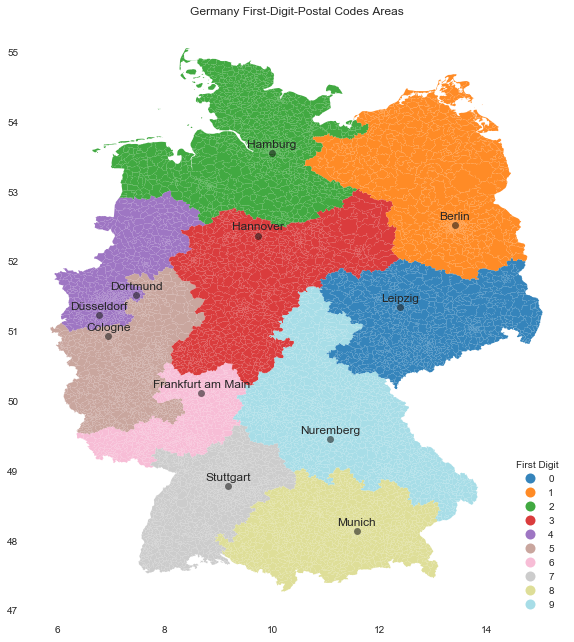 Germany First-Digit-Postal Codes Areas
55
54
Hamburg
53
Berlin
Hannover
52
Dortmund
Leipzig
Düsseldorf
Cologne
51
Frankfurt am Main
50
Nuremberg
49
Stuttgart
First Digit
0
1
Munich
2
48
3
4
5
6
7
8
9
47
6
8
10
12
14